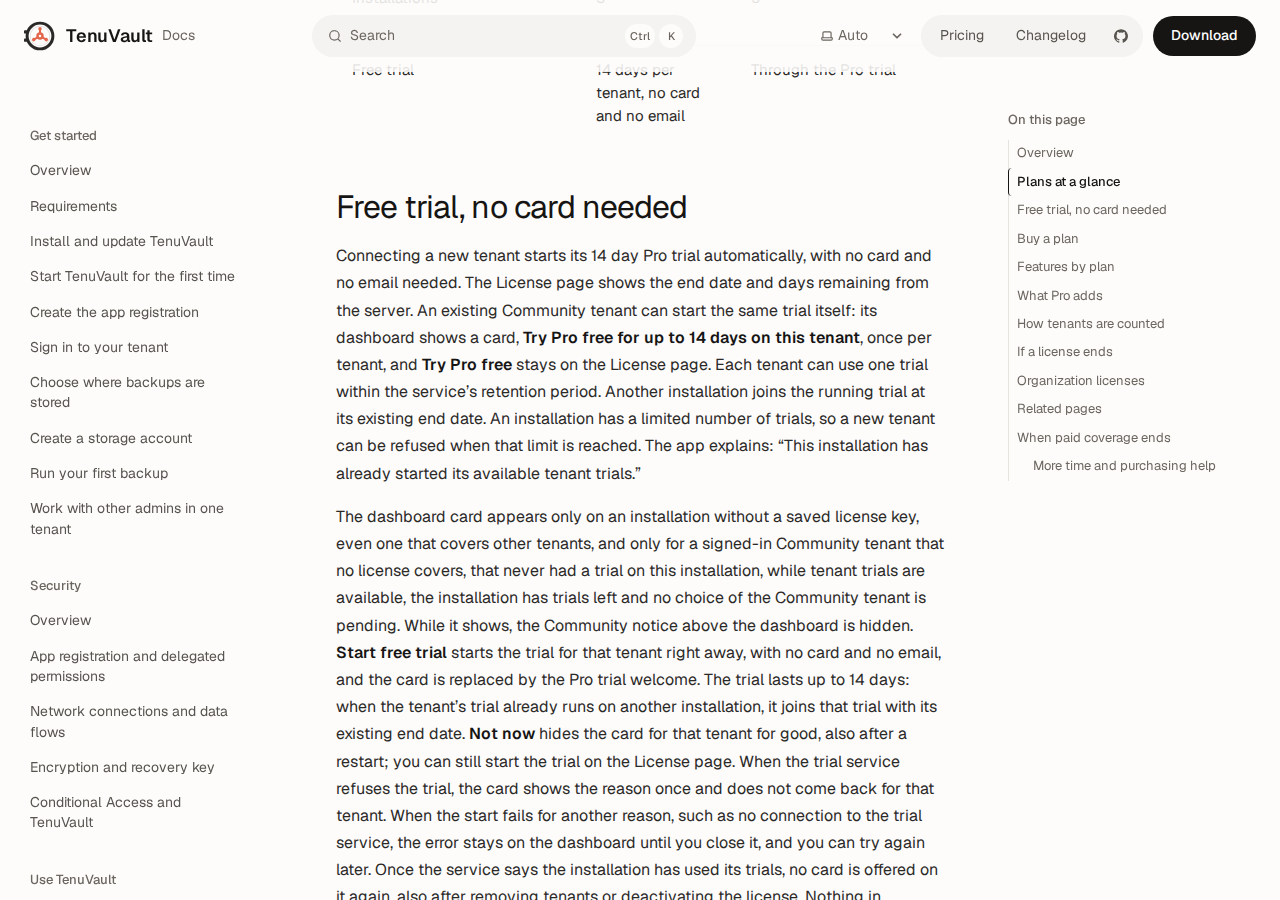 TenuVault Docs
Search
Ctrl K
Auto
Pricing
Changelog
Download
Free trial
14 days per
tenant, no card
and no email
Through the Pro trial
Get started
Overview
Requirements
Install and update TenuVault
Start TenuVault for the first time
Create the app registration
Sign in to your tenant
Choose where backups are
stored
Create a storage account
Run your first backup
Work with other admins in one
tenant
Security
Overview
App registration and delegated
permissions
Network connections and data
flows
Encryption and recovery key
Conditional Access and
TenuVault
Use TenuVault
Free trial, no card needed
Connecting a new tenant starts its 14 day Pro trial automatically, with no card and
no email needed. The License page shows the end date and days remaining from
the server. An existing Community tenant can start the same trial itself: its
dashboard shows a card, Try Pro free for up to 14 days on this tenant, once per
tenant, and Try Pro free stays on the License page. Each tenant can use one trial
within the service’s retention period. Another installation joins the running trial at
its existing end date. An installation has a limited number of trials, so a new tenant
can be refused when that limit is reached. The app explains: “This installation has
already started its available tenant trials.”
The dashboard card appears only on an installation without a saved license key,
even one that covers other tenants, and only for a signed-in Community tenant that
no license covers, that never had a trial on this installation, while tenant trials are
available, the installation has trials left and no choice of the Community tenant is
pending. While it shows, the Community notice above the dashboard is hidden.
Start free trial starts the trial for that tenant right away, with no card and no email,
and the card is replaced by the Pro trial welcome. The trial lasts up to 14 days:
when the tenant’s trial already runs on another installation, it joins that trial with its
existing end date. Not now hides the card for that tenant for good, also after a
restart; you can still start the trial on the License page. When the trial service
refuses the trial, the card shows the reason once and does not come back for that
tenant. When the start fails for another reason, such as no connection to the trial
service, the error stays on the dashboard until you close it, and you can try again
later. Once the service says the installation has used its trials, no card is offered on
it again, also after removing tenants or deactivating the license. Nothing in
On this page
Overview
Plans at a glance
Free trial, no card needed
Buy a plan
Features by plan
What Pro adds
How tenants are counted
If a license ends
Organization licenses
Related pages
When paid coverage ends
More time and purchasing help